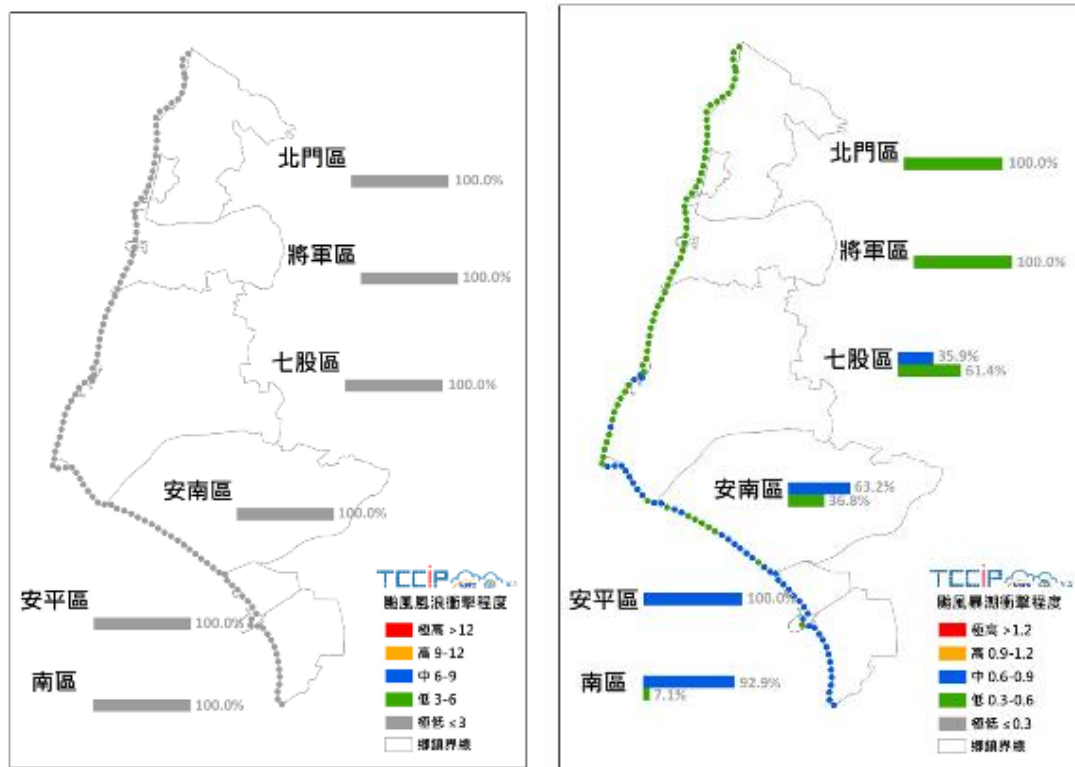 北門區
100.0%
將軍區
100.0%
七股區
100.0%
安南區
100.0%
安平區
100.0%
南區
100.0%
TCCiP
颱風風浪衝擊程度
極高 >12
高 9-12
中 6-9
低 3-6
極低 ≤3
鄉鎮界線
北門區
100.0%
將軍區
100.0%
七股區
35.9%
61.4%
安南區
63.2%
36.8%
安平區
100.0%
南區
92.9%
7.1%
TCCiP
颱風暴潮衝擊程度
極高 >1.2
高 0.9-1.2
中 0.6-0.9
低 0.3-0.6
極低 ≤0.3
鄉鎮界線